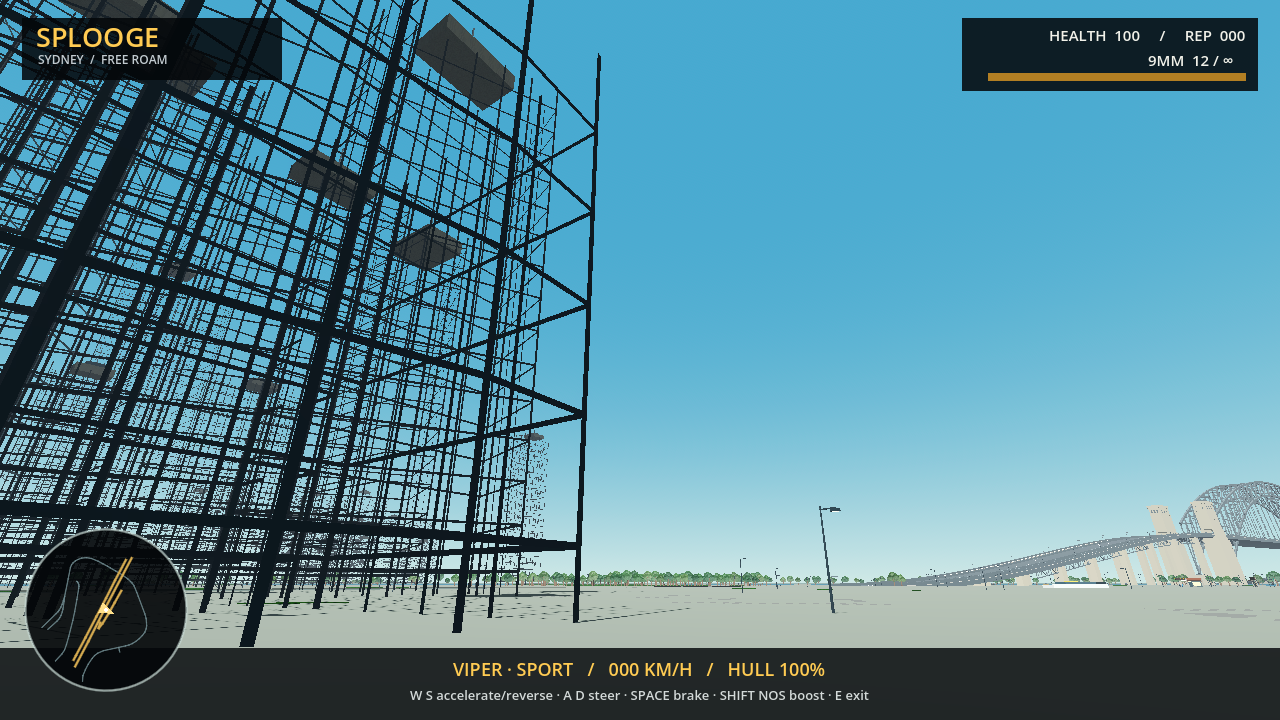 SPLOOGE
SYDNEY / FREE ROAM
HEALTH 100 / REP 000
9MM 12 / ∞
VIPER · SPORT / 000 KM/H / HULL 100%
W S accelerate/reverse · A D steer · SPACE brake · SHIFT NOS boost · E exit